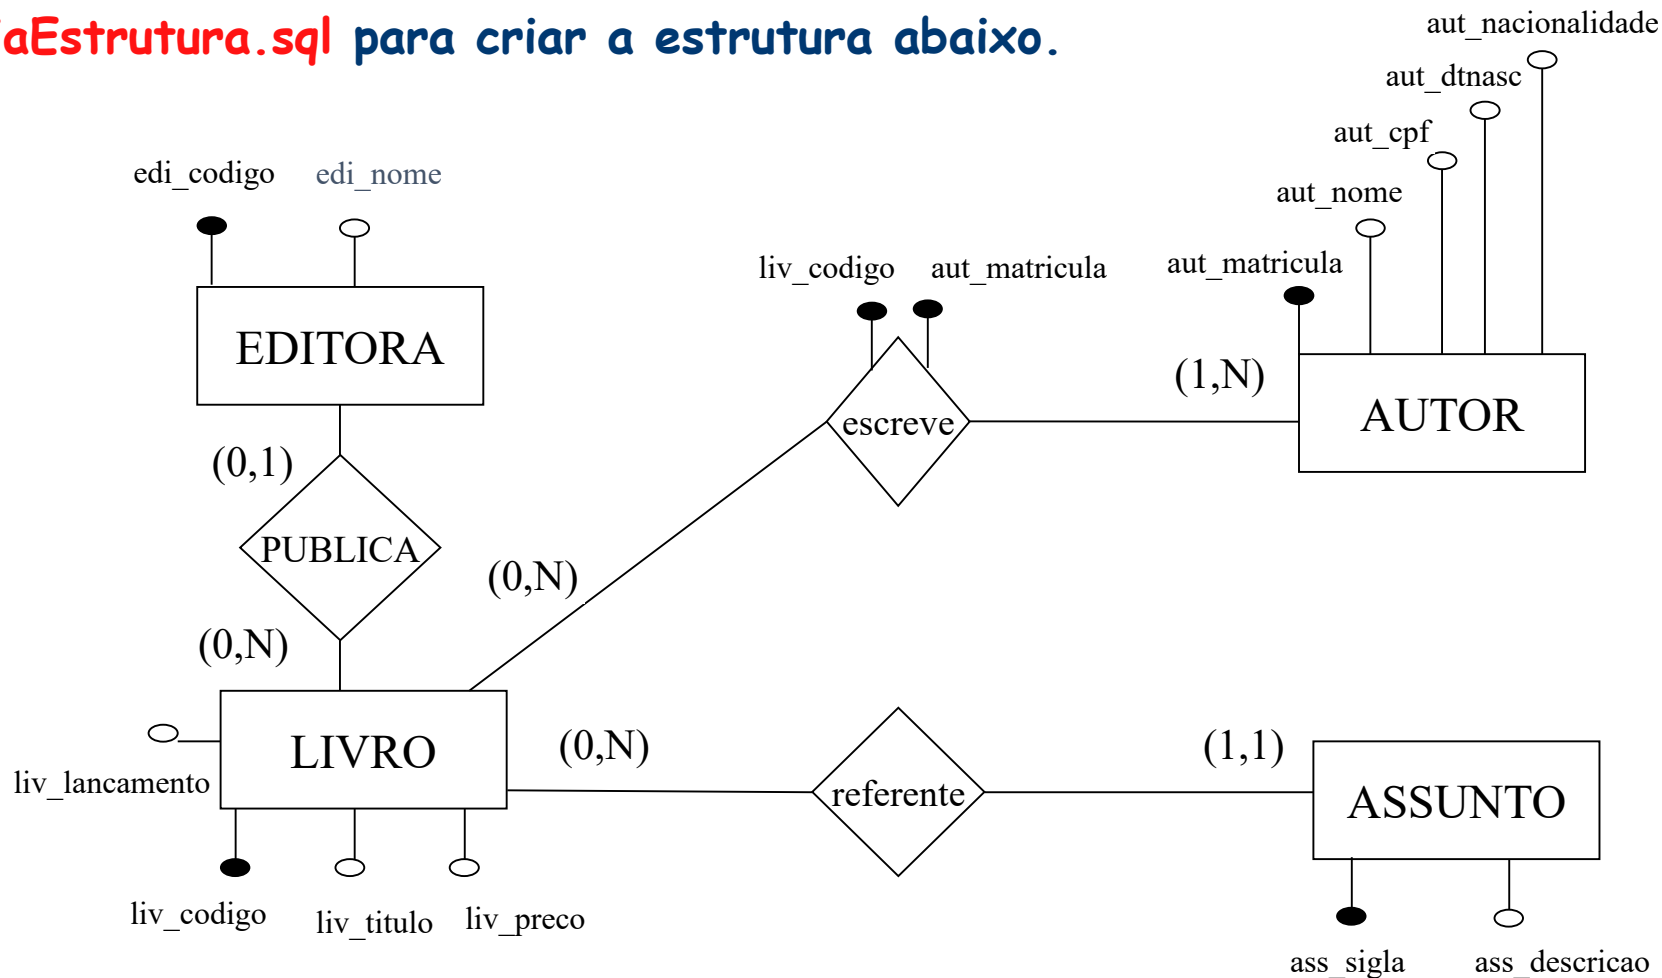 aEstrutura.sql para criar a estrutura abaixo.
aut_nacionalidade
aut_dtnasc
aut_cpf
edi_codigo edi_nome
aut_nome
liv_codigo aut_matricula
aut_matricula
EDITORA
(1,N)
AUTOR
escreve
(0,1)
PUBLICA
(0,N)
(0,N)
LIVRO
(0,N)
(1,1)
liv_lancamento
referente
ASSUNTO
liv_codigo
liv_titulo
liv_preco
ass_sigla
ass_descricao